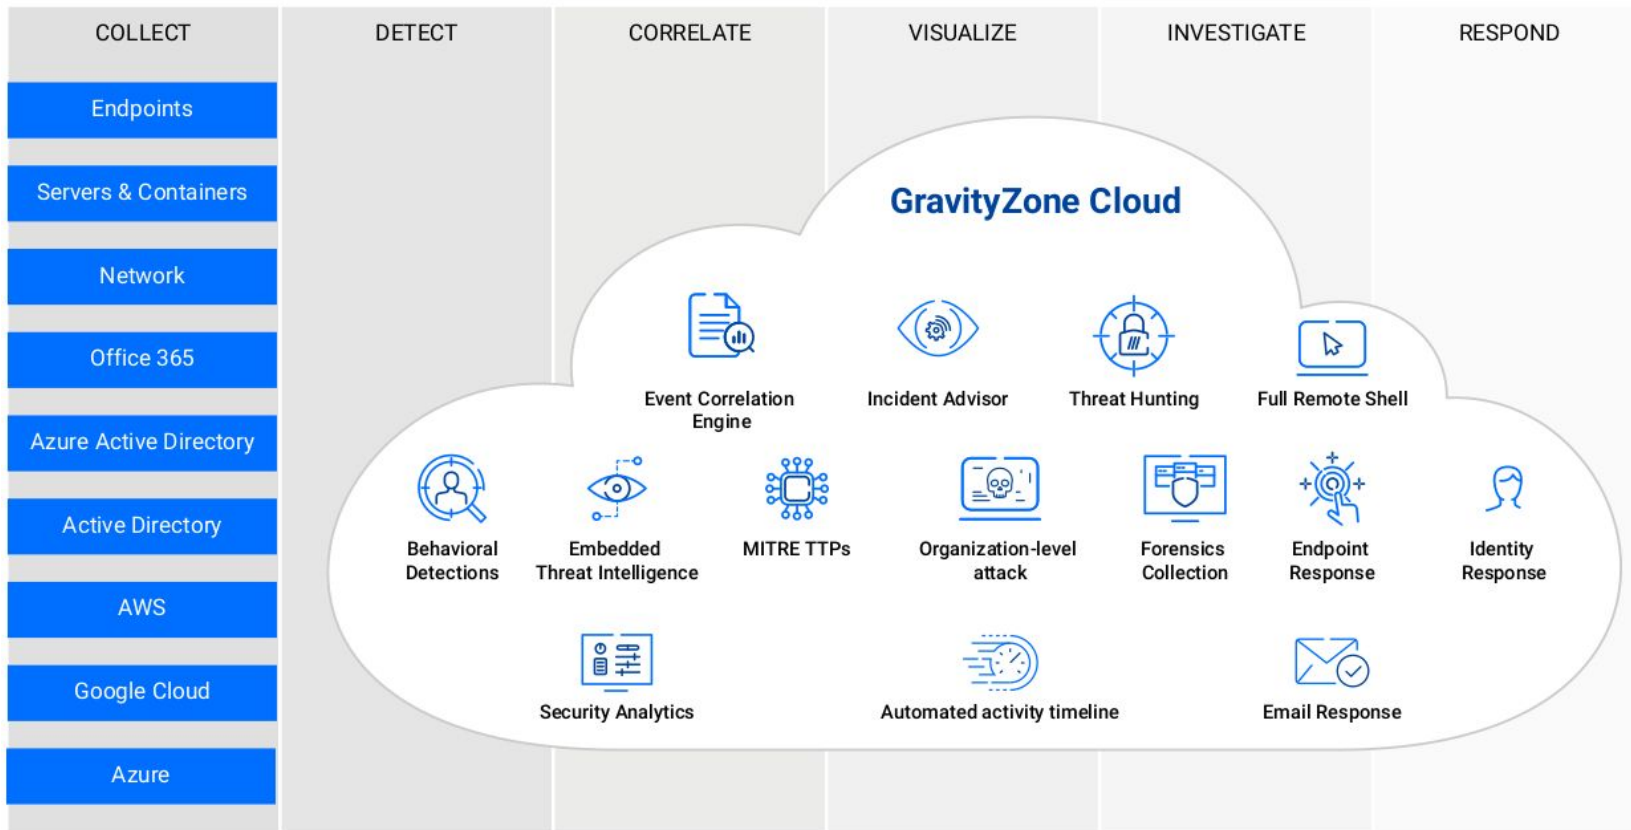 COLLECT
DETECT
CORRELATE
VISUALIZE
INVESTIGATE
RESPOND
Endpoints
Servers & Containers
Network
Office 365
Azure Active Directory
Active Directory
AWS
Google Cloud
Azure
GravityZone Cloud
Event Correlation
Engine
Incident Advisor
Threat Hunting
Full Remote Shell
Behavioral
Detections
Embedded
Threat Intelligence
MITRE TTPs
Organization-level
attack
Forensics
Collection
Endpoint
Response
Identity
Response
Security Analytics
Automated activity timeline
Email Response